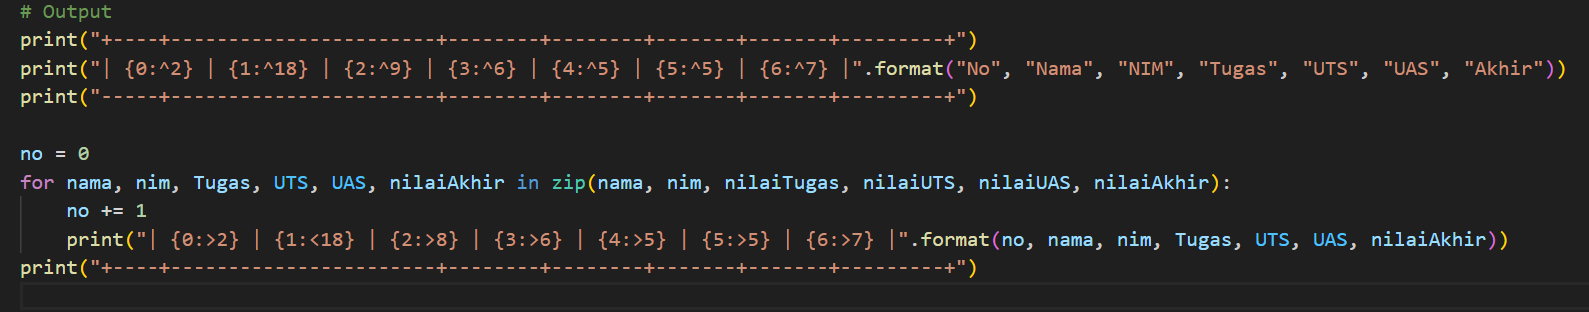 # Output
print("+----+-----------------------+--------+--------+-------+-------+---------+")
print("| {0:^2} | {1:^18} | {2:^9} | {3:^6} | {4:^5} | {5:^5} | {6:^7} |".format("No", "Nama", "NIM", "Tugas", "UTS", "UAS", "Akhir"))
print("-----+-----------------------+--------+--------+-------+-------+---------+")
no = 0
for nama, nim, Tugas, UTS, UAS, nilaiAkhir in zip(nama, nim, nilaiTugas, nilaiUTS, nilaiUAS, nilaiAkhir):
    no += 1
    print("| {0:>2} | {1:<18} | {2:>8} | {3:>6} | {4:>5} | {5:>5} | {6:>7} |".format(no, nama, nim, Tugas, UTS, UAS, nilaiAkhir))
print("+----+-----------------------+--------+--------+-------+-------+---------+")